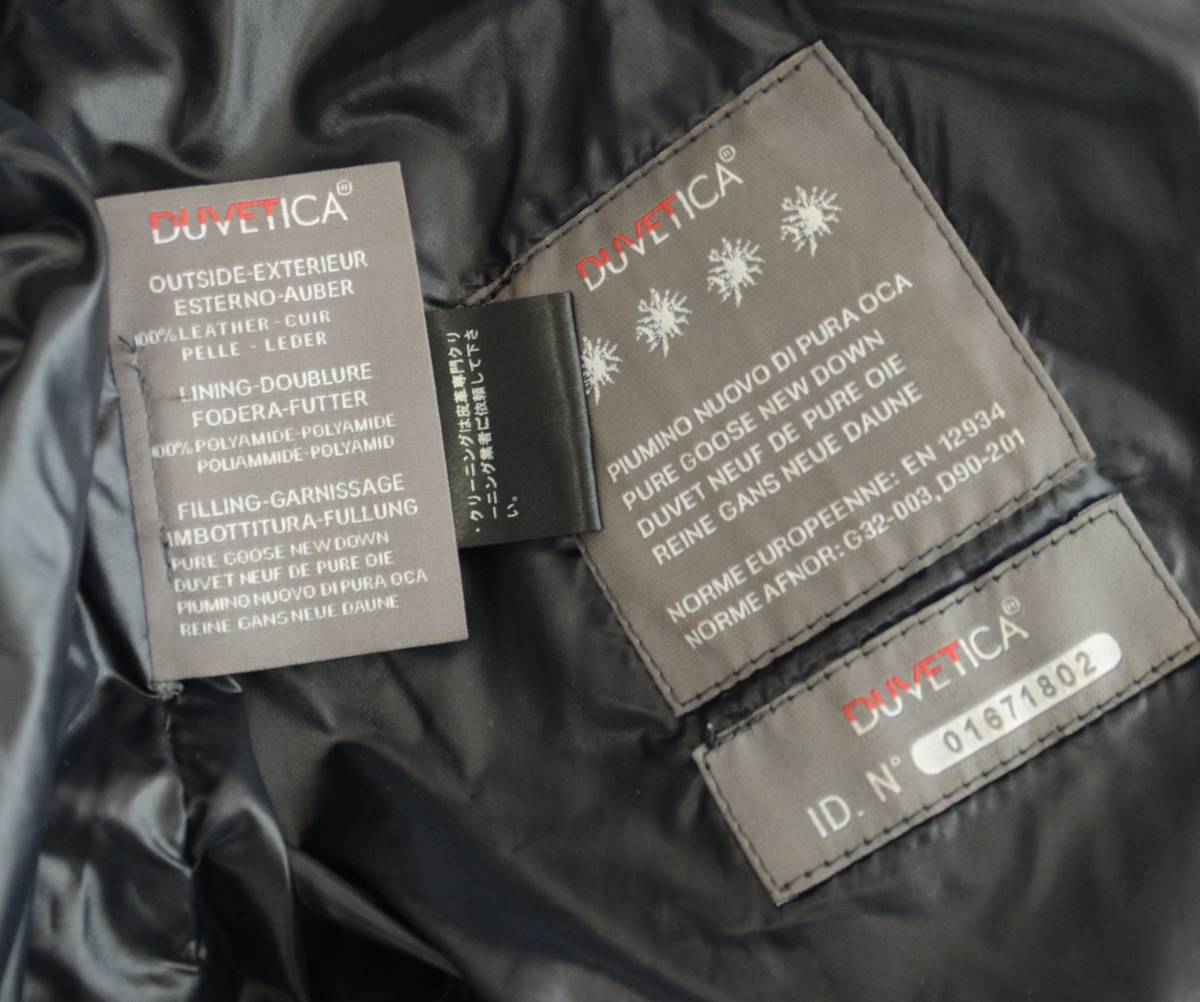 DUVETICA®
OUTSIDE-EXTERIEUR
ESTERNO-AUBER
100% LEATHER - CUIR
PELLE - LEDER
LINING-DOUBLURE
FODERA-FUTTER
100% POLYAMIDE-POLYAMIDE
POLIAMMIDE-POLYAMID
FILLING-GARNISSAGE
IMBOTTITURA-FULLUNG
PURE GOOSE NEW DOWN
DUVET NEUF DE PURE OIE
PIUMINO NUOVO DI PURA OCA
REINE GANS NEUE DAUNE
・クリーニングは皮革専門クリ
ーニング業者に依頼して下さ
い。
DUVETICA®
PIUMINO NUOVO DI PURA OCA
PURE GOOSE NEW DOWN
DUVET NEUF DE PURE OIE
REINE GANS NEUE DAUNE
NORME EUROPEENNE: EN 12934
NORME AFNOR: G32-003, D90-201
DUVETICA®
ID. N° 01671802